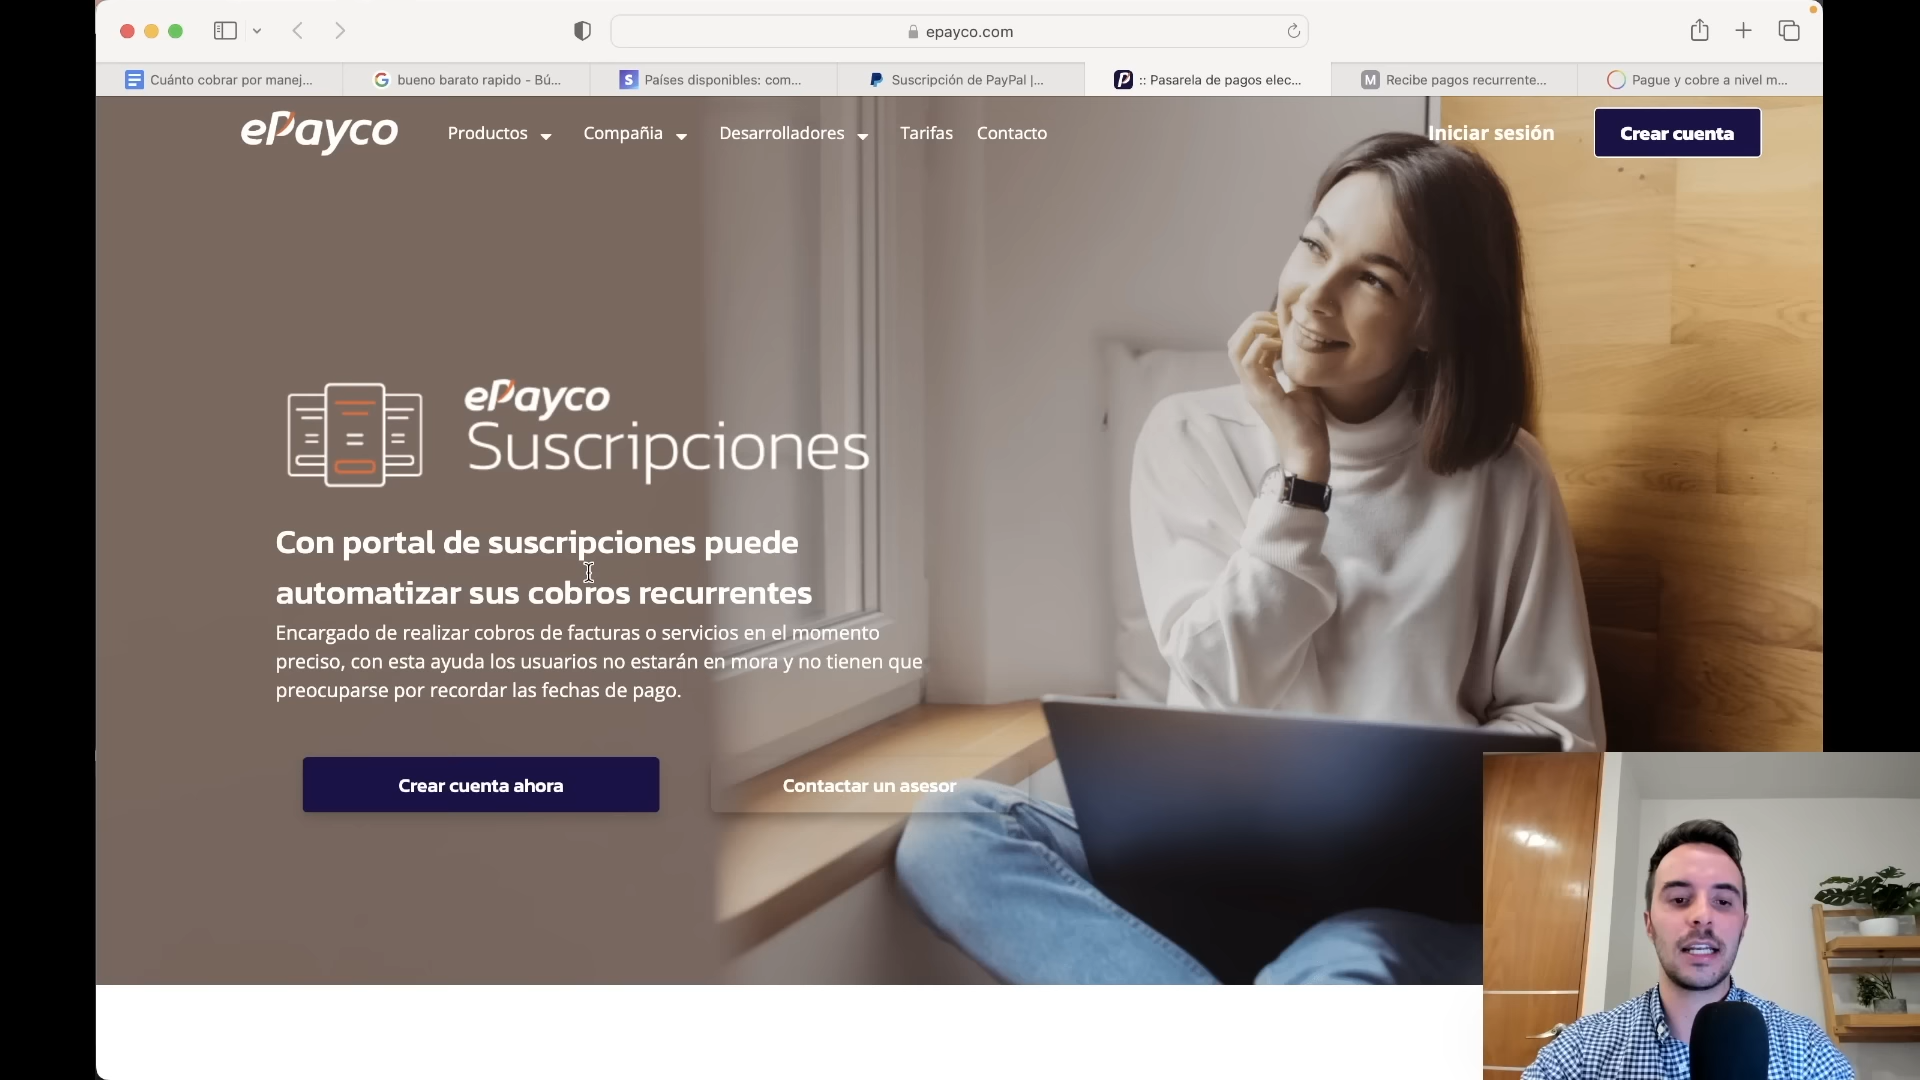 epayco.com
Cuánto cobrar por manej...
bueno barato rapido - Bú...
Países disponibles: com...
Suscripción de PayPal |...
:: Pasarela de pagos elec...
Recibe pagos recurrente...
Pague y cobre a nivel m...
ePayco
Productos
Compañia
Desarrolladores
Tarifas
Contacto
Iniciar sesión
Crear cuenta
ePayco
Suscripciones
Con portal de suscripciones puede
automatizar sus cobros recurrentes
Encargado de realizar cobros de facturas o servicios en el momento
preciso, con esta ayuda los usuarios no estarán en mora y no tienen que
preocuparse por recordar las fechas de pago.
Crear cuenta ahora
Contactar un asesor